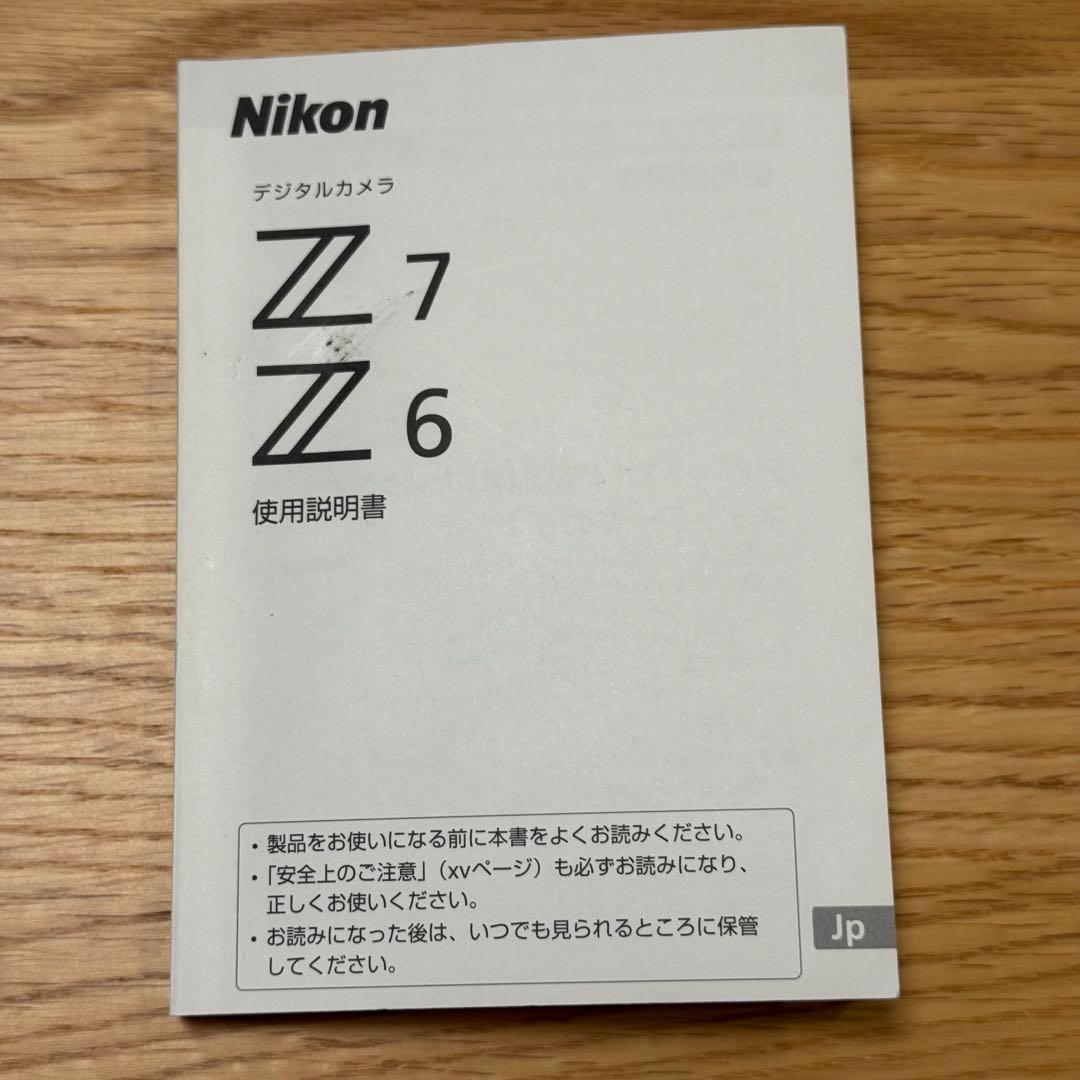 Nikon
デジタルカメラ
Z 7
Z 6
使用説明書
・製品をお使いになる前に本書をよくお読みください。
・「安全上のご注意」（xvページ）も必ずお読みになり、
正しくお使いください。
・お読みになった後は、いつでも見られるところに保管
してください。
Jp